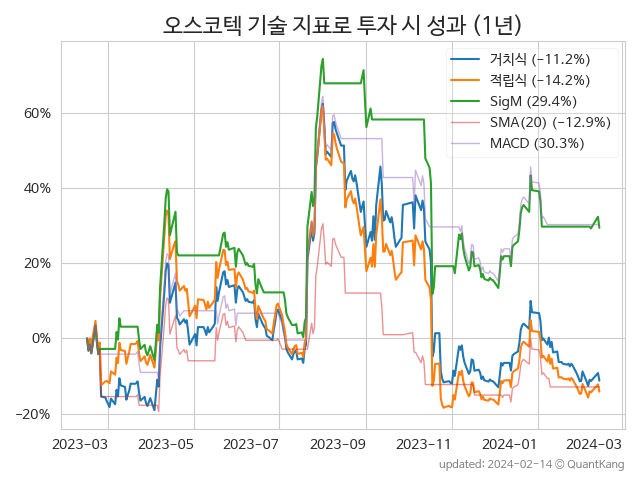 오스코텍 기술 지표로 투자 시 성과 (1년)
거치식 (−11.2%)
적립식 (−14.2%)
SigM (29.4%)
SMA(20) (−12.9%)
MACD (30.3%)
60%
40%
20%
0%
−20%
2023-03 2023-05 2023-07 2023-09 2023-11 2024-01 2024-03
updated: 2024-02-14 © QuantKang